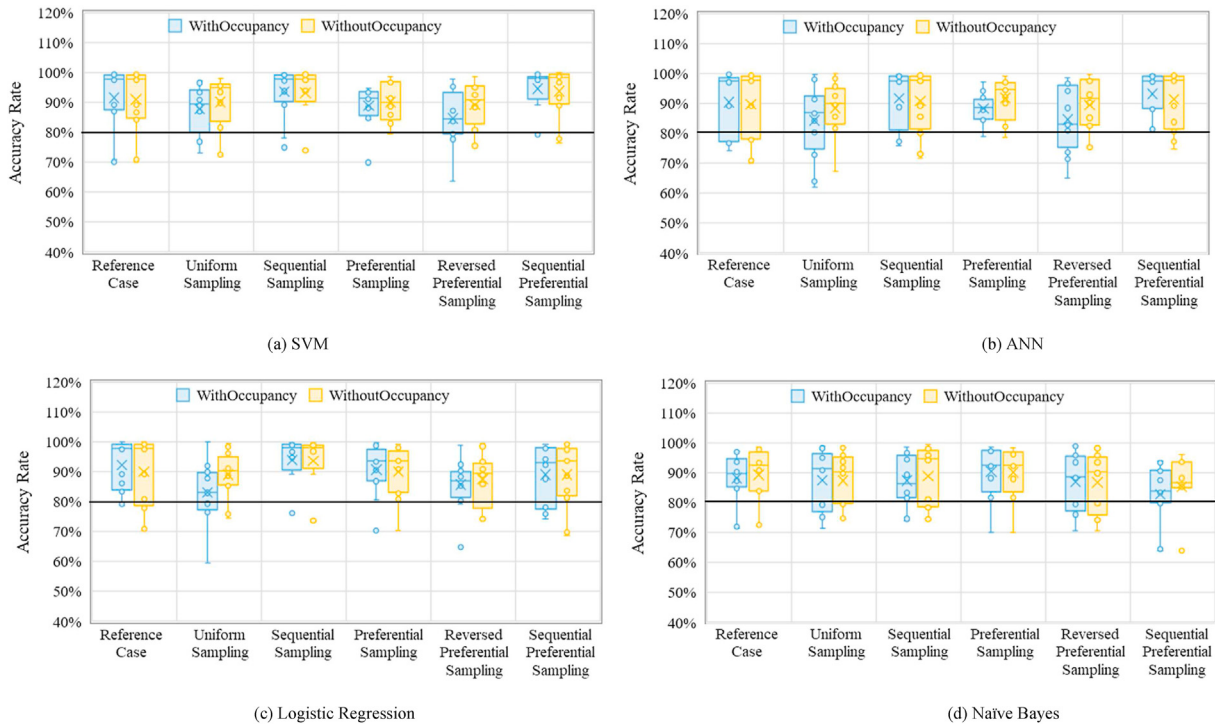 120%
110%
100%
90%
80%
70%
60%
50%
40%
Accuracy Rate
WithOccupancy
WithoutOccupancy
Reference
Case
Uniform
Sampling
Sequential
Sampling
Preferential
Sampling
Reversed
Preferential
Sampling
Sequential
Preferential
Sampling
(a) SVM
120%
110%
100%
90%
80%
70%
60%
50%
40%
Accuracy Rate
WithOccupancy
WithoutOccupancy
Reference
Case
Uniform
Sampling
Sequential
Sampling
Preferential
Sampling
Reversed
Preferential
Sampling
Sequential
Preferential
Sampling
(b) ANN
120%
110%
100%
90%
80%
70%
60%
50%
40%
Accuracy Rate
WithOccupancy
WithoutOccupancy
Reference
Case
Uniform
Sampling
Sequential
Sampling
Preferential
Sampling
Reversed
Preferential
Sampling
Sequential
Preferential
Sampling
(c) Logistic Regression
120%
110%
100%
90%
80%
70%
60%
50%
40%
Accuracy Rate
WithOccupancy
WithoutOccupancy
Reference
Case
Uniform
Sampling
Sequential
Sampling
Preferential
Sampling
Reversed
Preferential
Sampling
Sequential
Preferential
Sampling
(d) Naïve Bayes